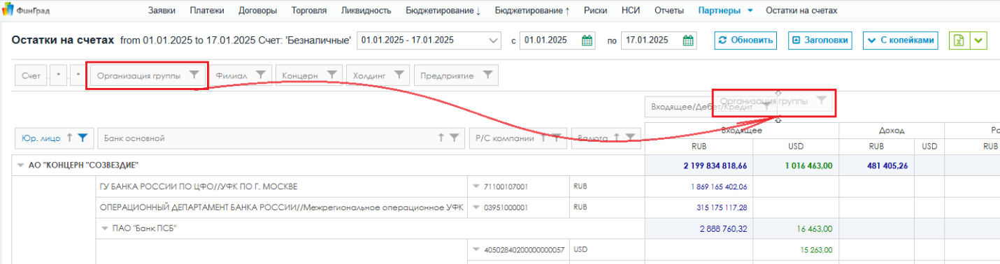 ФинГрад Заявки Платежи Договоры Торговля Ликвидность Бюджетирование↓ Бюджетирование↑ Риски НСИ Отчеты Партнеры Остатки на счетах
Остатки на счетах from 01.01.2025 to 17.01.2025 Счет: 'Безналичные' 01.01.2025 - 17.01.2025 с 01.01.2025 по 17.01.2025 Обновить Заголовки С копейками
Счет * * Организация группы Филиал Концерн Холдинг Предприятие
Организация группы
Входящее/Дебет/Кредит
Юр. лицо ↑ Банк основной ↑ Р/С компании ↑ Валюта ↑
Входящее Доход Ро
RUB USD RUB USD RUB
АО "КОНЦЕРН "СОЗВЕЗДИЕ" 2 199 834 818,66 1 016 463,00 481 405,26
ГУ БАНКА РОССИИ ПО ЦФО//УФК ПО Г. МОСКВЕ 71100107001 RUB 1 869 165 402,06
ОПЕРАЦИОННЫЙ ДЕПАРТАМЕНТ БАНКА РОССИИ//Межрегиональное операционное УФК 03951000001 RUB 315 175 117,28
ПАО "Банк ПСБ" 2 888 760,32 16 463,00
40502840200000000057 USD 15 263,00